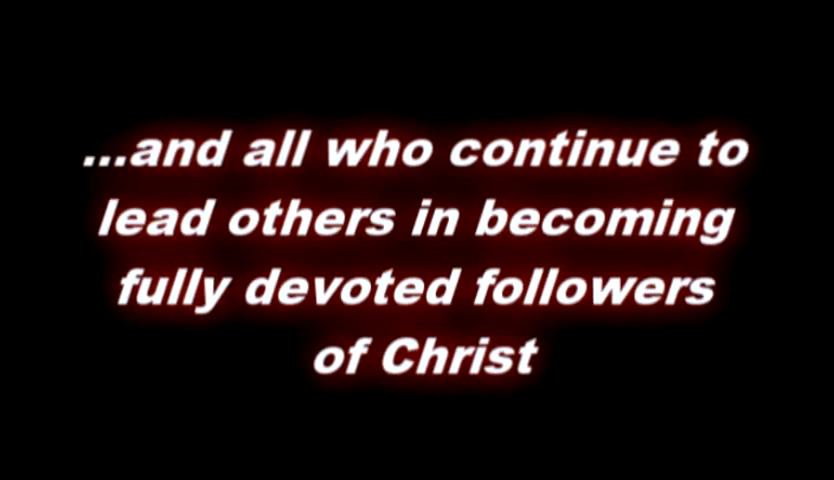 ...and all who continue to
lead others in becoming
fully devoted followers
of Christ